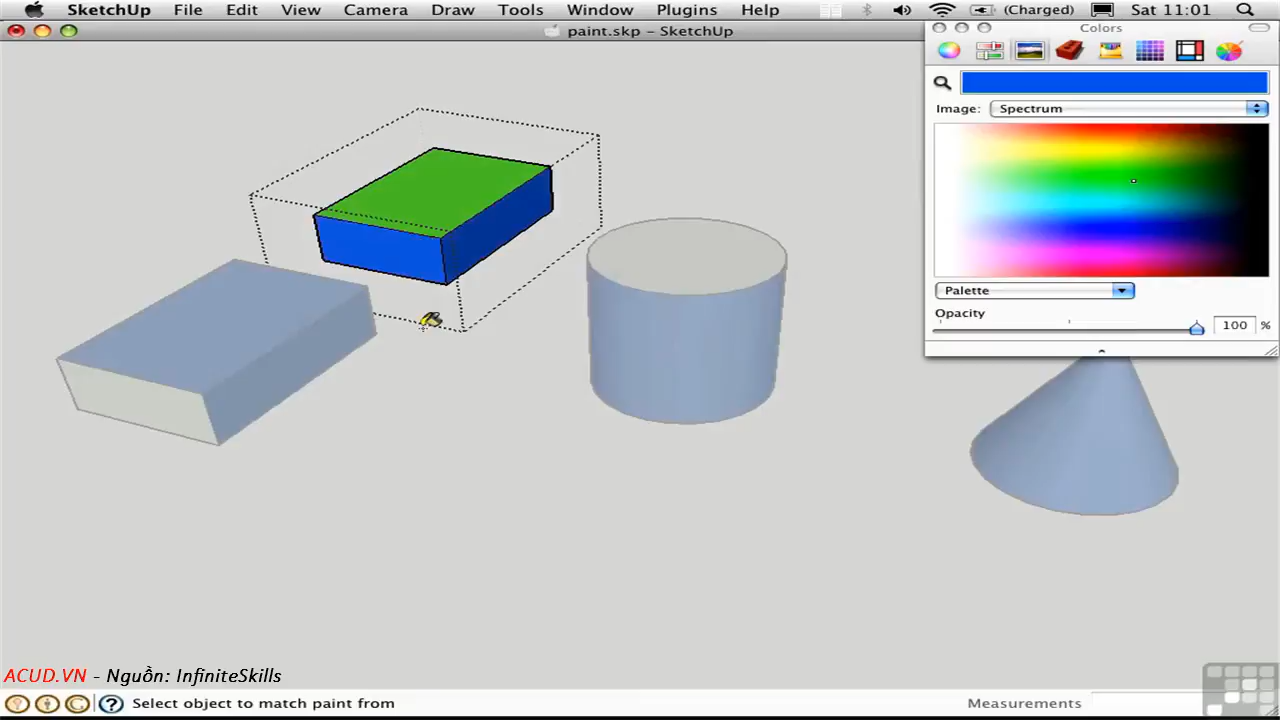 SketchUp File Edit View Camera Draw Tools Window Plugins Help (Charged) Sat 11:01
paint.skp – SketchUp
Colors
Image: Spectrum
Palette
Opacity
100 %
ACUD.VN - Nguồn: InfiniteSkills
Select object to match paint from
Measurements